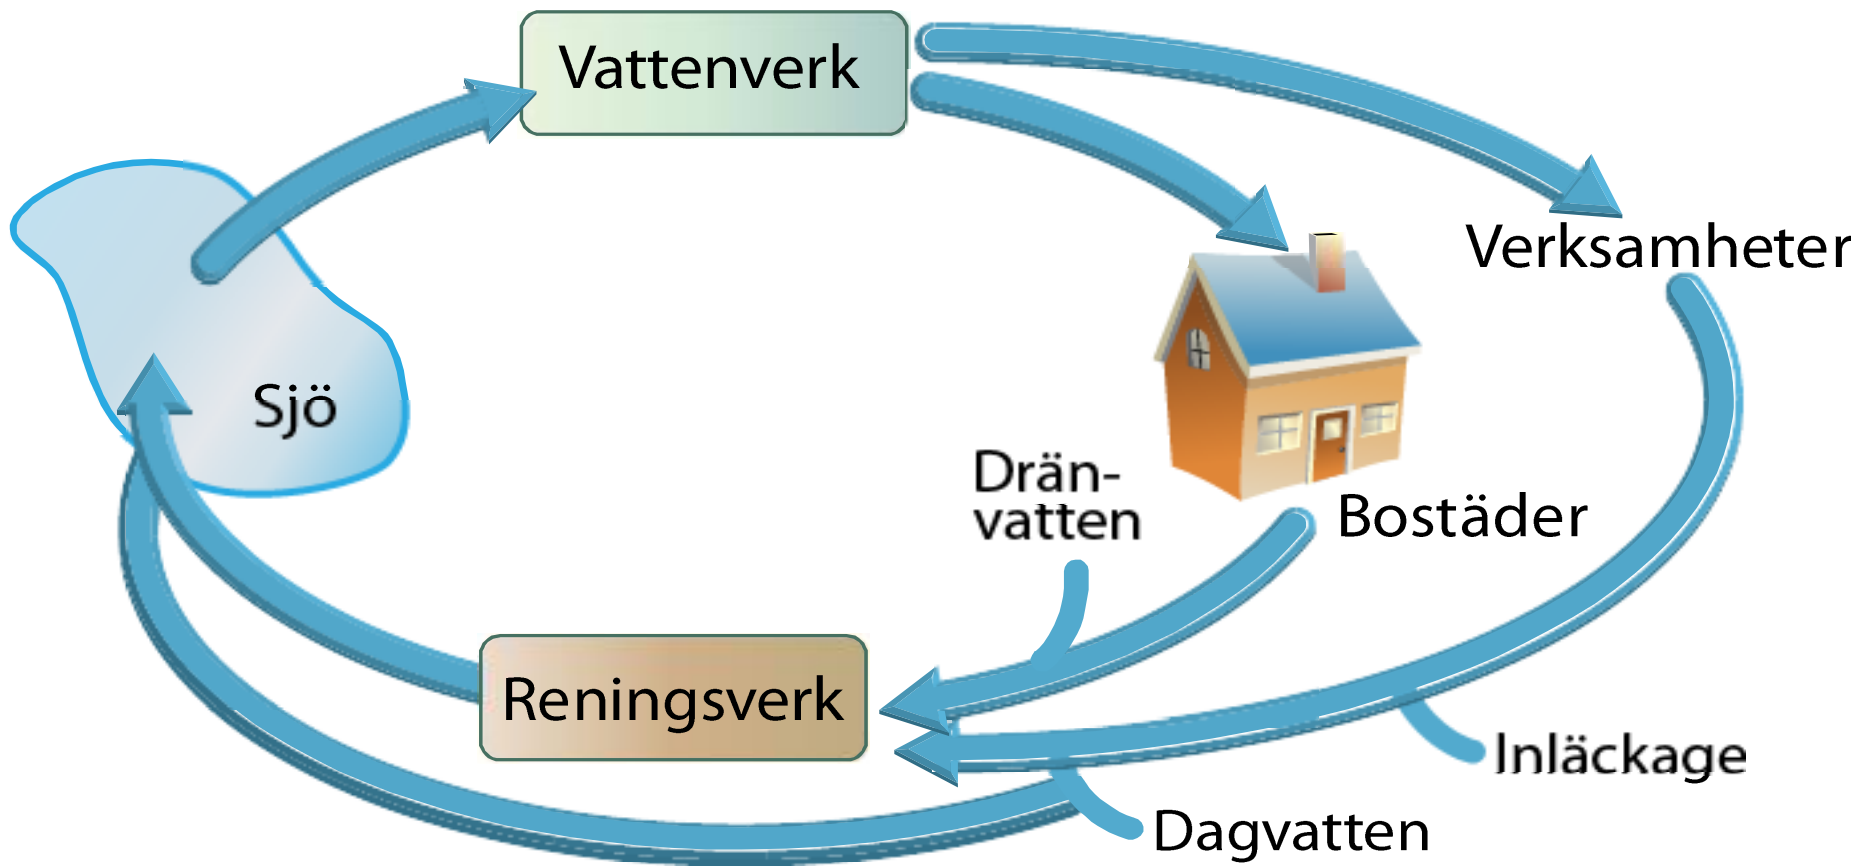 Vattenverk
Verksamheter
Sjö
Drän-
vatten
Bostäder
Reningsverk
Inläckage
Dagvatten